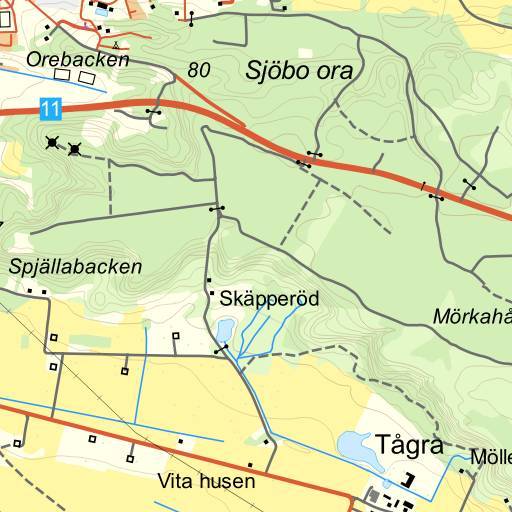 Orebacken
80
Sjöbo ora
11
Spjällabacken
Skäpperöd
Mörkahå
Tågra
Mölle
Vita husen